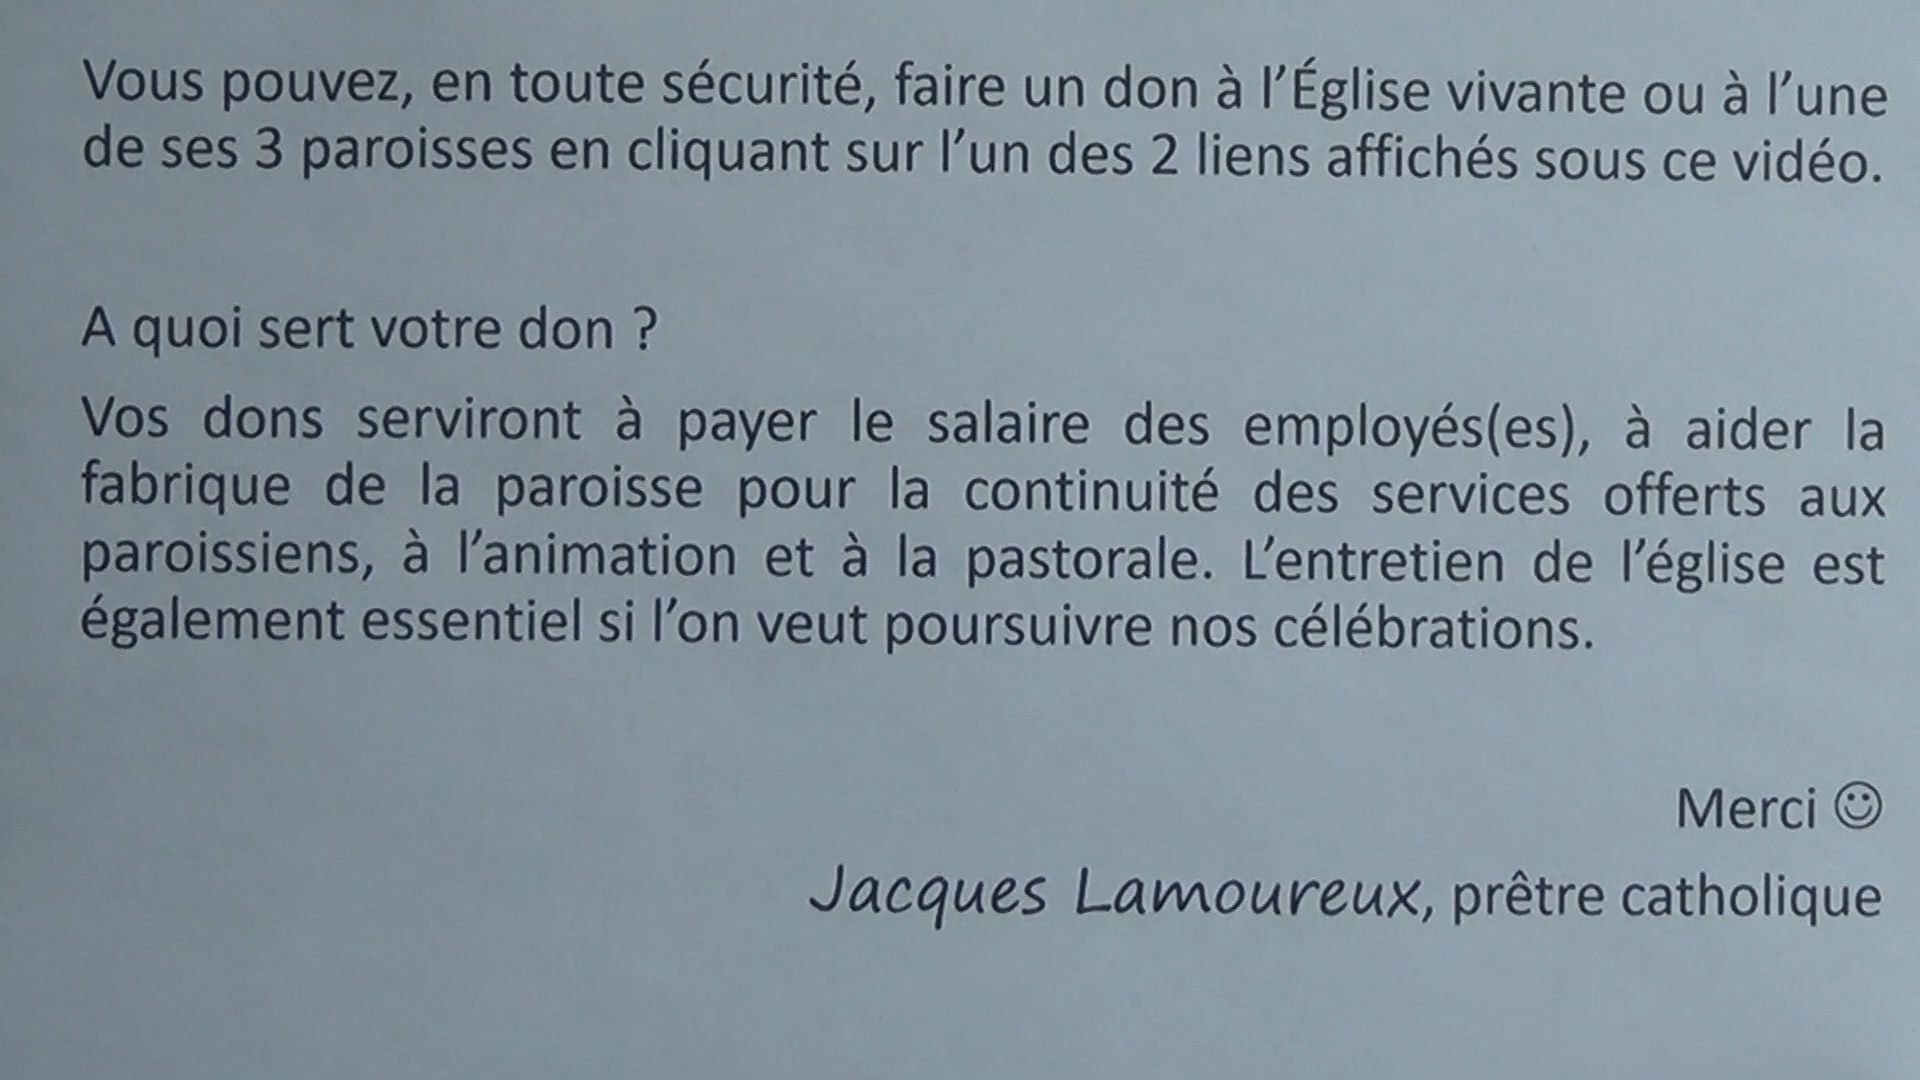 Vous pouvez, en toute sécurité, faire un don à l’Église vivante ou à l’une
de ses 3 paroisses en cliquant sur l’un des 2 liens affichés sous ce vidéo.
A quoi sert votre don ?
Vos dons serviront à payer le salaire des employés(es), à aider la
fabrique de la paroisse pour la continuité des services offerts aux
paroissiens, à l’animation et à la pastorale. L’entretien de l’église est
également essentiel si l’on veut poursuivre nos célébrations.
Merci ☺
Jacques Lamoureux, prêtre catholique